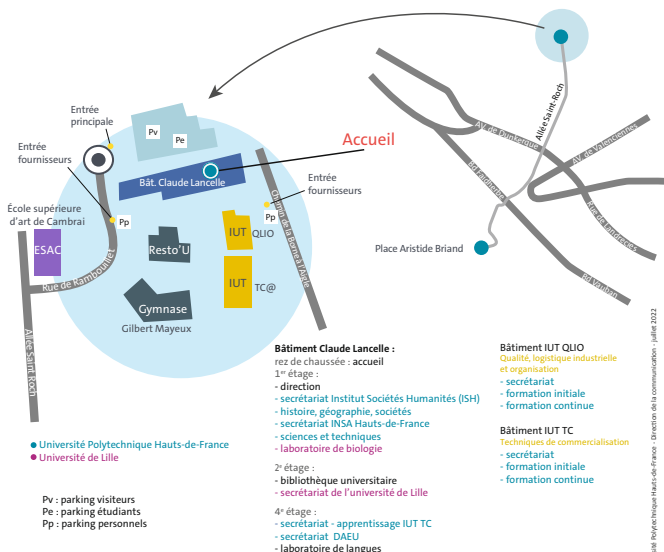 Entrée
principale
Entrée
fournisseurs
Pv
Pe
Accueil
Bât. Claude Lancelle
Entrée
fournisseurs
Pp
Pp
École supérieure
d'art de Cambrai
ESAC
Resto'U
IUT
QLIO
IUT
TC@
Gymnase
Gilbert Mayeux
Rue de Rambouillet
Allée Saint Roch
Chemin de la Borne à l'Aigle
Allée Saint-Roch
AV. de Dunkerque
AV. de Valenciennes
Bd Faidherbe
Rue de Landrecies
Place Aristide Briand
Bd Vauban
Université Polytechnique Hauts-de-France
Université de Lille
Pv : parking visiteurs
Pe : parking étudiants
Pp : parking personnels
Bâtiment Claude Lancelle :
rez de chaussée : accueil
1er étage :
- direction
- secrétariat Institut Sociétés Humanités (ISH)
- histoire, géographie, sociétés
- secrétariat INSA Hauts-de-France
- sciences et techniques
- laboratoire de biologie
2e étage :
- bibliothèque universitaire
- secrétariat de l'université de Lille
4e étage :
- secrétariat - apprentissage IUT TC
- secrétariat DAEU
- laboratoire de langues
Bâtiment IUT QLIO
Qualité, logistique industrielle
et organisation
- secrétariat
- formation initiale
- formation continue
Bâtiment IUT TC
Techniques de commercialisation
- secrétariat
- formation initiale
- formation continue
Polytechnique Hauts-de-France - Direction de la communication - juillet 2022